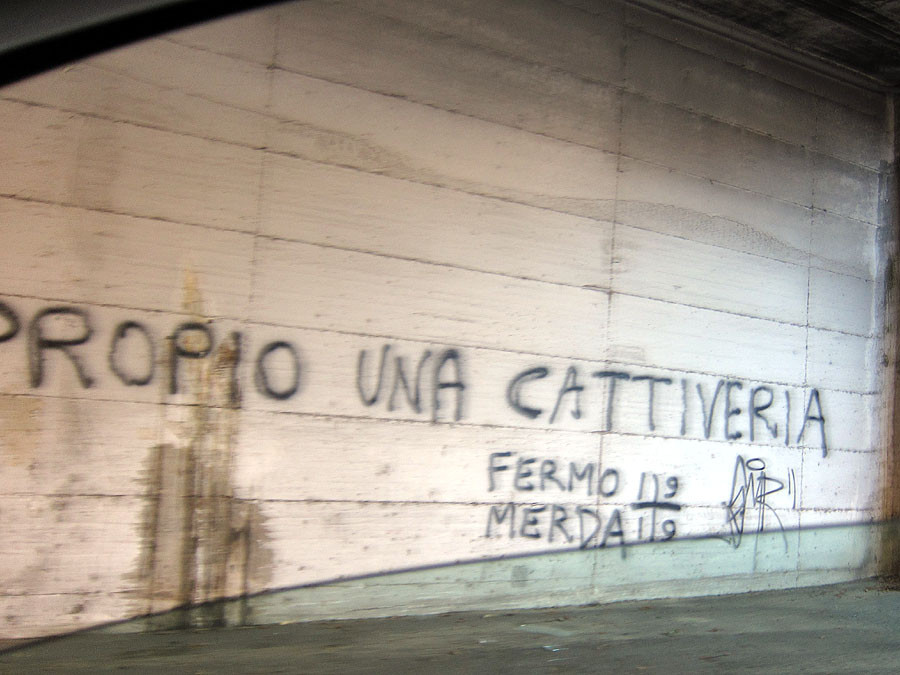 PROPIO UNA CATTIVERIA
FERMO 119
MERDA 119